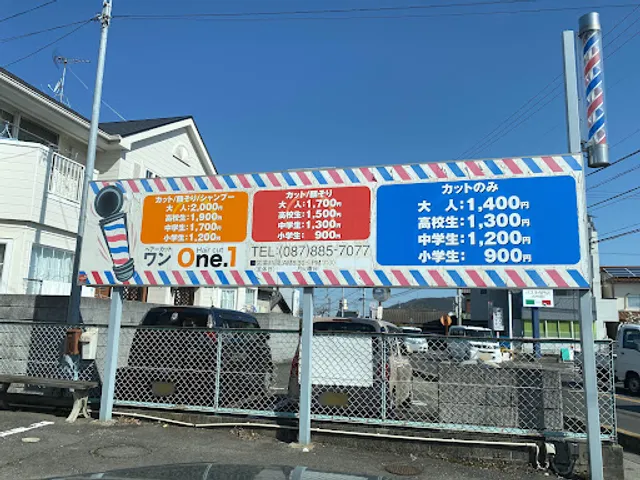 カット/顔そり/シャンプー
大 人:2,000円
高校生:1,900円
中学生:1,700円
小学生:1,200円
カット/顔そり
大 人:1,700円
高校生:1,500円
中学生:1,300円
小学生: 900円
カットのみ
大 人:1,400円
高校生:1,300円
中学生:1,200円
小学生: 900円
ヘアーカット
ワン
Hair cut
One.1
TEL:(087)885-7077